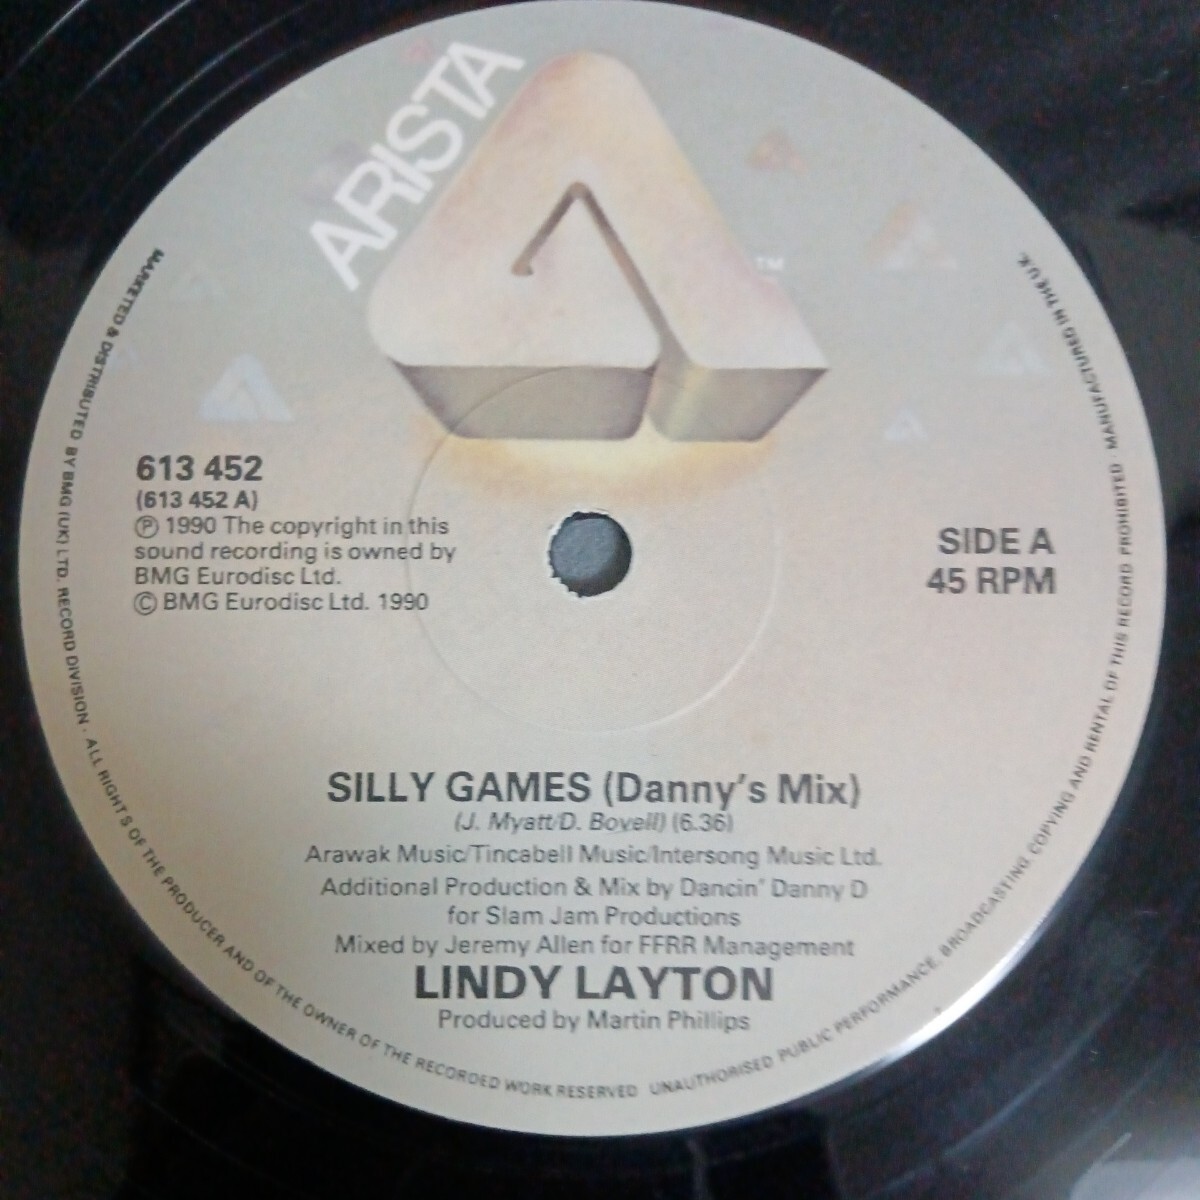 ARISTA
TM
613 452
(613 452 A)
Ⓟ 1990 The copyright in this
sound recording is owned by
BMG Eurodisc Ltd.
© BMG Eurodisc Ltd. 1990
SIDE A
45 RPM
SILLY GAMES (Danny's Mix)
(J. Myatt/D. Bovell) (6.36)
Arawak Music/Tincabell Music/Intersong Music Ltd.
Additional Production & Mix by Dancin' Danny D
for Slam Jam Productions
Mixed by Jeremy Allen for FFRR Management
LINDY LAYTON
Produced by Martin Phillips
MARKETED & DISTRIBUTED BY BMG (UK) LTD. RECORD DIVISION · ALL RIGHTS OF THE PRODUCER AND OF THE OWNER OF THE RECORDED WORK RESERVED UNAUTHORISED PUBLIC PERFORMANCE, BROADCASTING, COPYING AND RENTAL OF THIS RECORD PROHIBITED · MANUFACTURED IN THE U.K.